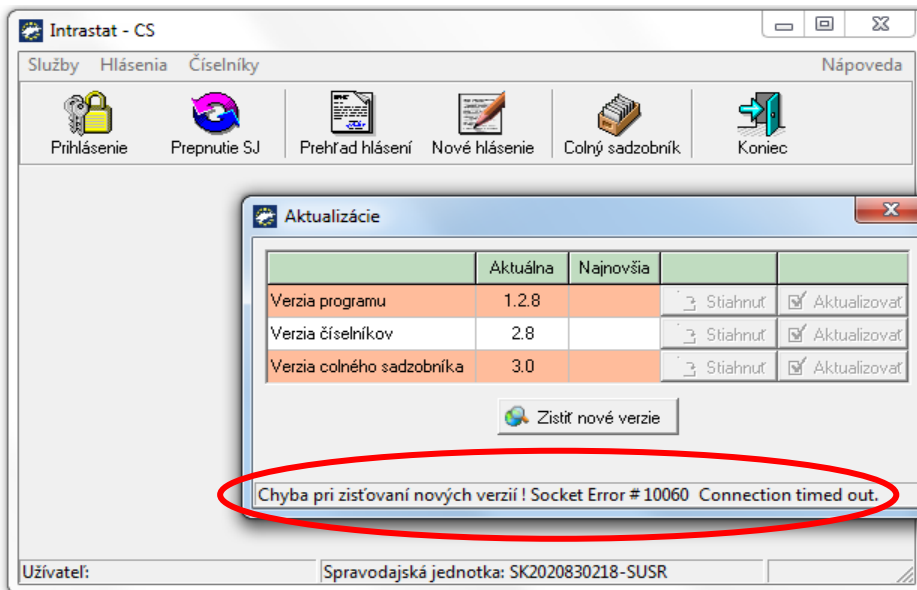 Intrastat - CS
Služby Hlásenia Číselníky Nápoveda
Prihlásenie Prepnutie SJ Prehľad hlásení Nové hlásenie Colný sadzobník Koniec
Aktualizácie
Aktuálna Najnovšia
Verzia programu 1.2.8 Stiahnuť Aktualizovať
Verzia číselníkov 2.8 Stiahnuť Aktualizovať
Verzia colného sadzobníka 3.0 Stiahnuť Aktualizovať
Zistiť nové verzie
Chyba pri zisťovaní nových verzií ! Socket Error # 10060 Connection timed out.
Užívateľ: Spravodajská jednotka: SK2020830218-SUSR